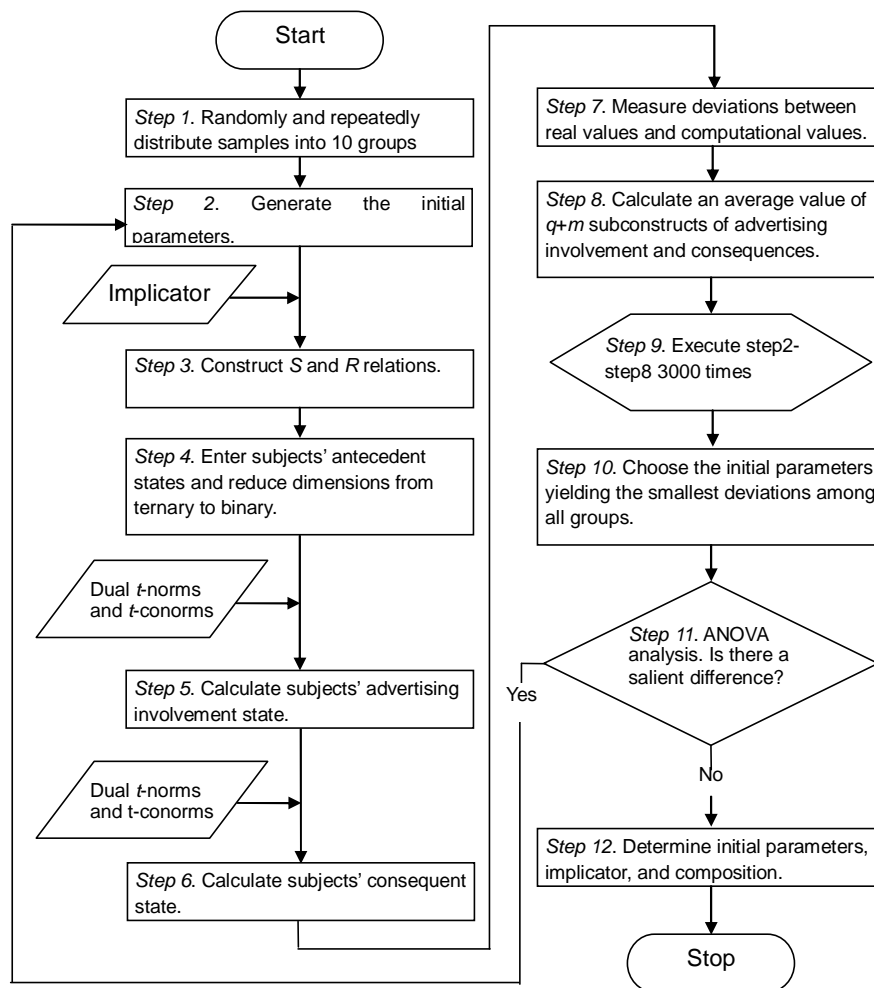 Start
Step 1. Randomly and repeatedly
distribute samples into 10 groups
Step 2. Generate the initial
parameters.
Implicator
Step 3. Construct S and R relations.
Step 4. Enter subjects' antecedent
states and reduce dimensions from
ternary to binary.
Dual t-norms
and t-conorms
Step 5. Calculate subjects' advertising
involvement state.
Dual t-norms
and t-conorms
Step 6. Calculate subjects' consequent
state.
Step 7. Measure deviations between
real values and computational values.
Step 8. Calculate an average value of
q+m subconstructs of advertising
involvement and consequences.
Step 9. Execute step2-
step8 3000 times
Step 10. Choose the initial parameters
yielding the smallest deviations among
all groups.
Step 11. ANOVA
analysis. Is there a
salient difference?
Yes
No
Step 12. Determine initial parameters,
implicator, and composition.
Stop